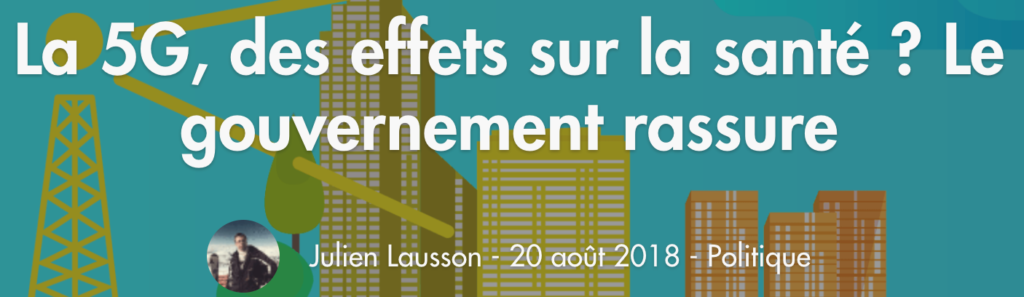 La 5G, des effets sur la santé ? Le
gouvernement rassure
Julien Lausson - 20 août 2018 - Politique